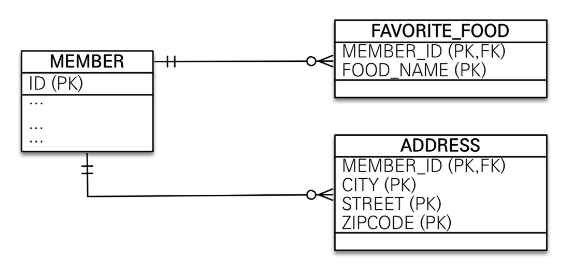 MEMBER
ID (PK)
...
...
...
FAVORITE_FOOD
MEMBER_ID (PK,FK)
FOOD_NAME (PK)
ADDRESS
MEMBER_ID (PK,FK)
CITY (PK)
STREET (PK)
ZIPCODE (PK)